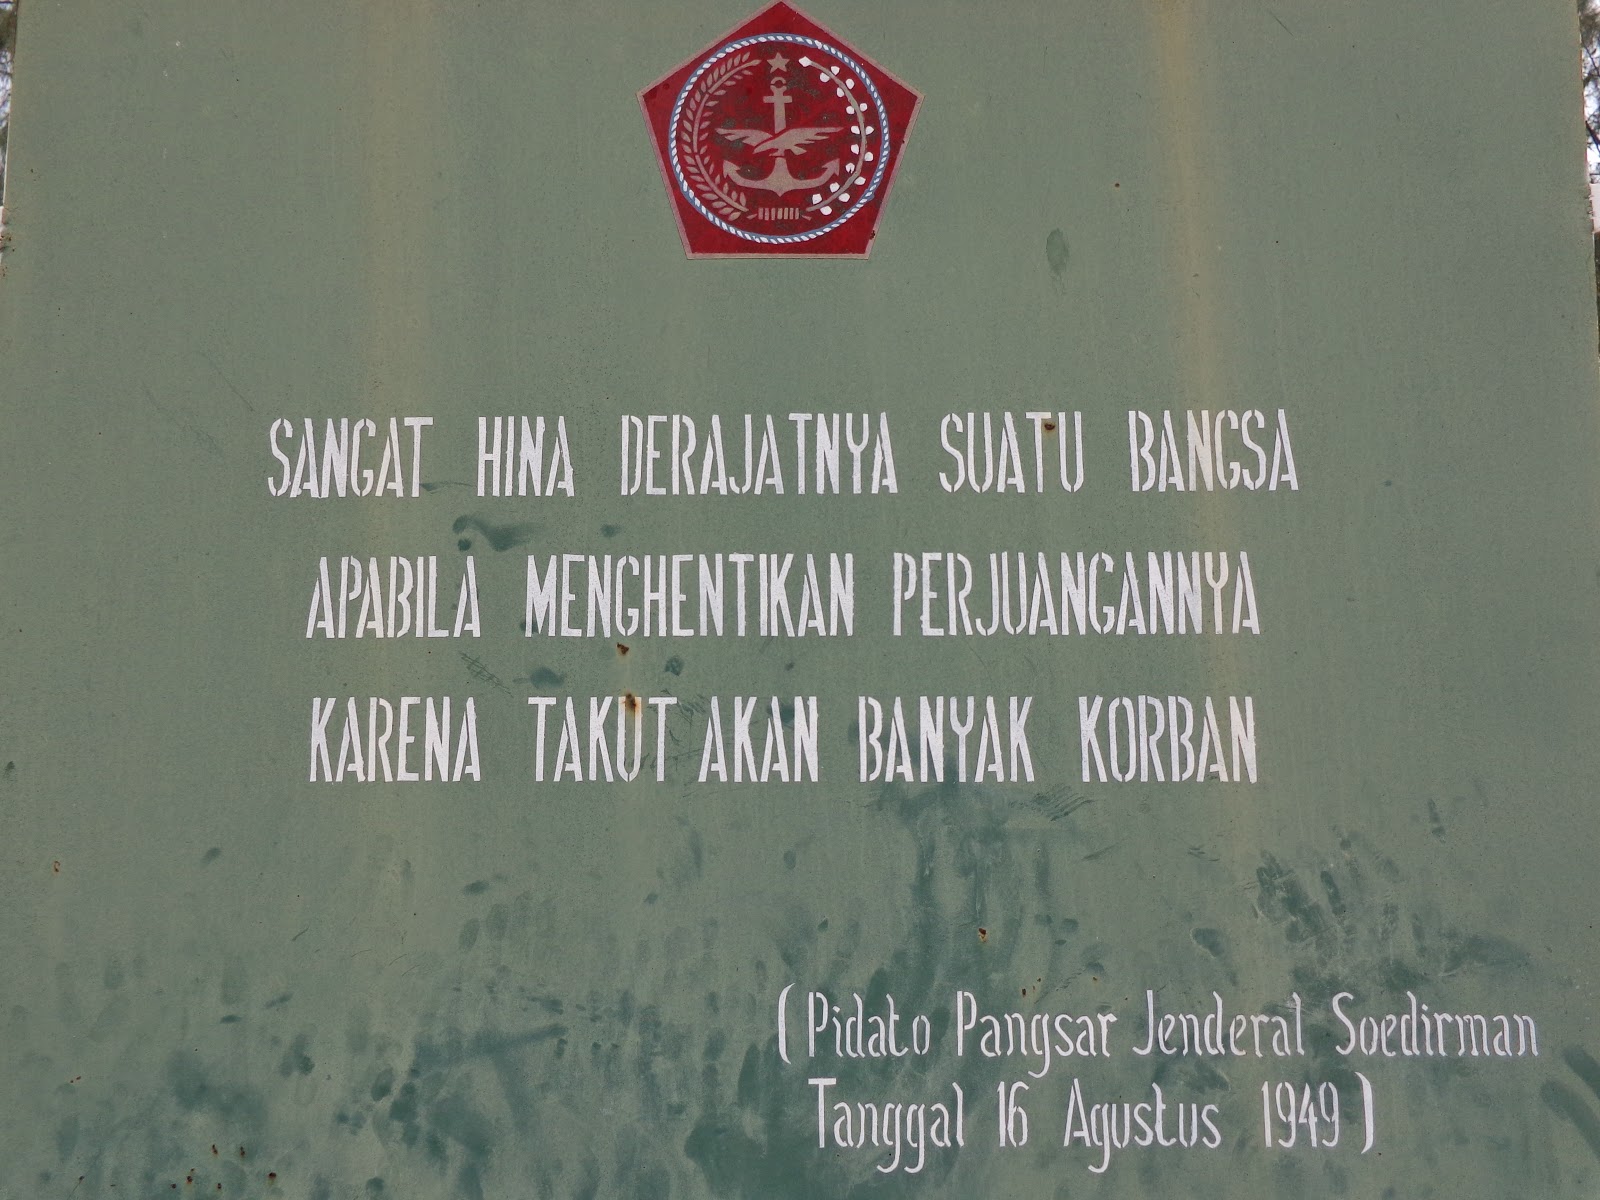 SANGAT HINA DERAJATNYA SUATU BANGSA
APABILA MENGHENTIKAN PERJUANGANNYA
KARENA TAKUT AKAN BANYAK KORBAN
(Pidato Pangsar Jenderal Soedirman
Tanggal 16 Agustus 1949)